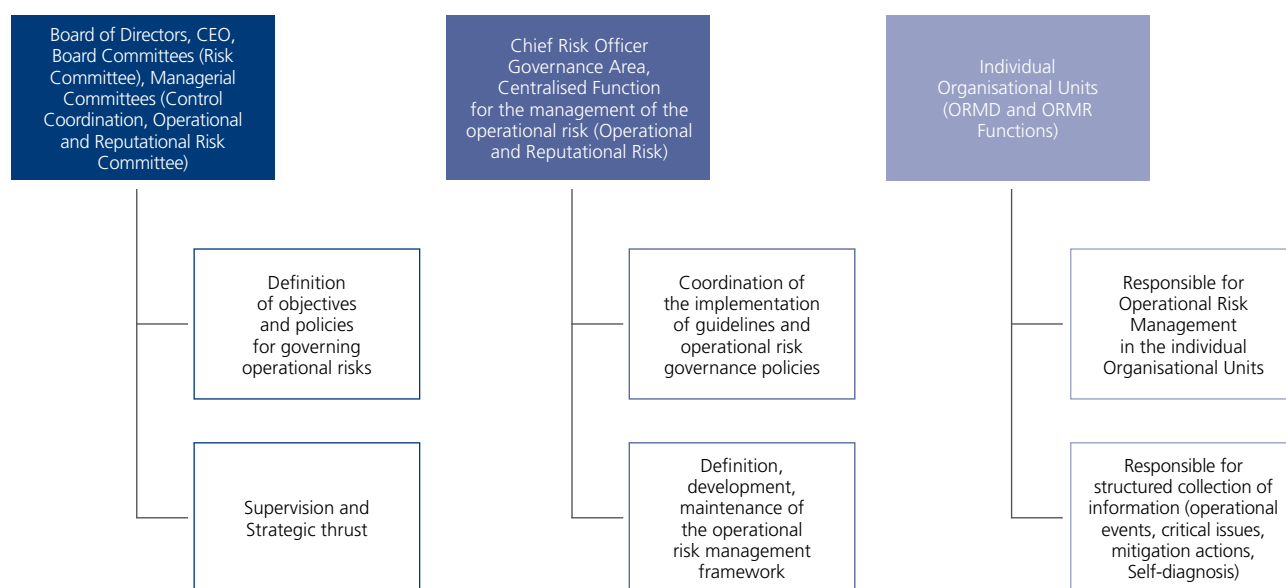 Board of Directors, CEO,
Board Committees (Risk
Committee), Managerial
Committees (Control
Coordination, Operational
and Reputational Risk
Committee)
Chief Risk Officer
Governance Area,
Centralised Function
for the management of the
operational risk (Operational
and Reputational Risk)
Individual
Organisational Units
(ORMD and ORMR
Functions)
Definition
of objectives
and policies
for governing
operational risks
Coordination of
the implementation
of guidelines and
operational risk
governance policies
Responsible for
Operational Risk
Management
in the individual
Organisational Units
Supervision and
Strategic thrust
Definition,
development,
maintenance of
the operational
risk management
framework
Responsible for
structured collection of
information (operational
events, critical issues,
mitigation actions,
Self-diagnosis)